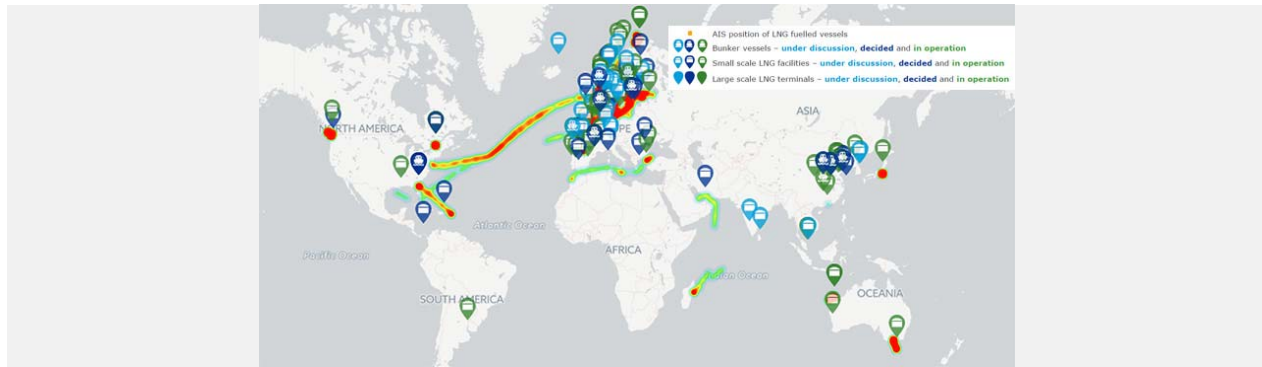 AIS position of LNG fuelled vessels
Bunker vessels – under discussion, decided and in operation
Small scale LNG facilities – under discussion, decided and in operation
Large scale LNG terminals – under discussion, decided and in operation
ASIA
NORTH AMERICA
Atlantic Ocean
AFRICA
Pacific Ocean
Indian Ocean
SOUTH AMERICA
OCEANIA